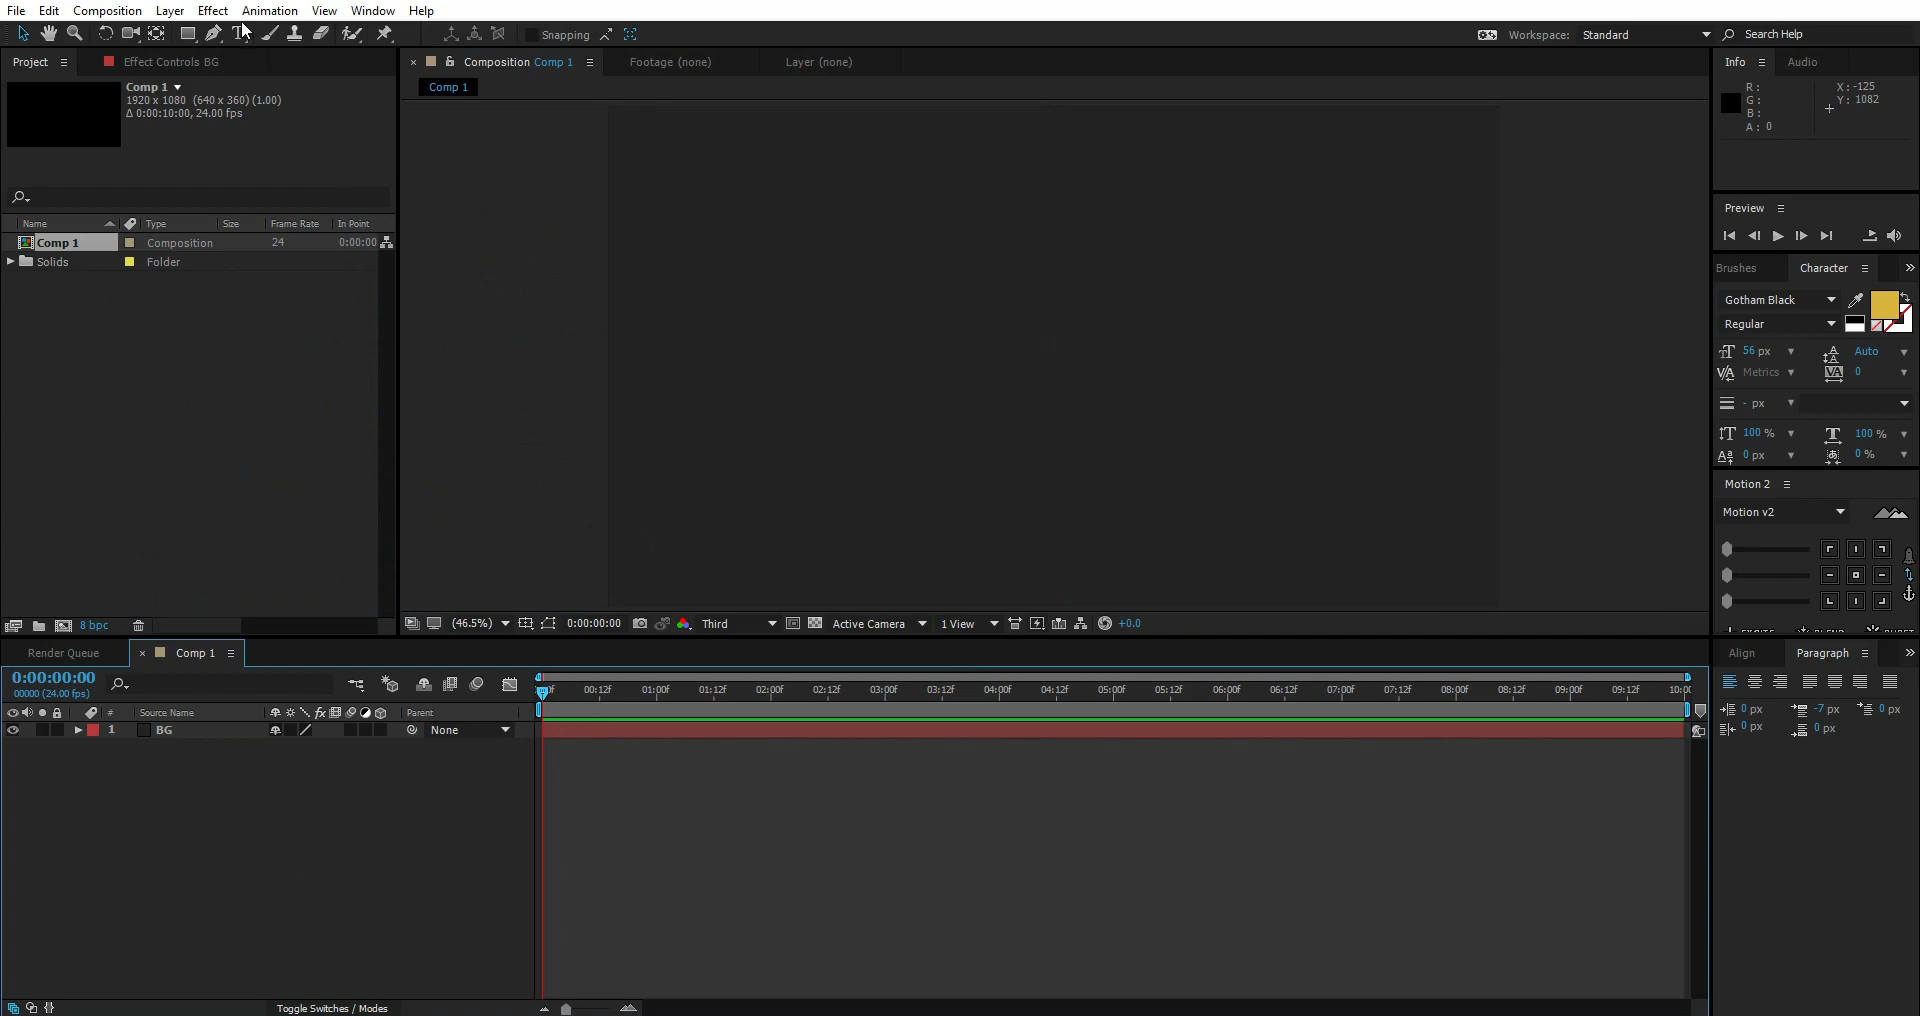 File Edit Composition Layer Effect Animation View Window Help
Snapping Workspace: Standard Search Help
Project Effect Controls BG Composition Comp 1 Footage (none) Layer (none) Info Audio
Comp 1
1920 x 1080 (640 x 360) (1.00)
Δ 0:00:10:00, 24.00 fps
Comp 1
R :
G :
B :
A : 0
X : -125
Y : 1082
Preview
Name Type Size Frame Rate In Point
Comp 1 Composition 24 0:00:00
Solids Folder
Brushes Character
Gotham Black
Regular
56 px Auto
Metrics 0
- px
100 % 100 %
0 px 0 %
Motion 2
Motion v2
8 bpc
(46.5%) 0:00:00:00 Third Active Camera 1 View +0.0
Render Queue Comp 1 Align Paragraph
0:00:00:00
00000 (24.00 fps)
00:12f 01:00f 01:12f 02:00f 02:12f 03:00f 03:12f 04:00f 04:12f 05:00f 05:12f 06:00f 06:12f 07:00f 07:12f 08:00f 08:12f 09:00f 09:12f
# Source Name fx Parent
1 BG None
0 px -7 px 0 px
0 px 0 px
Toggle Switches / Modes